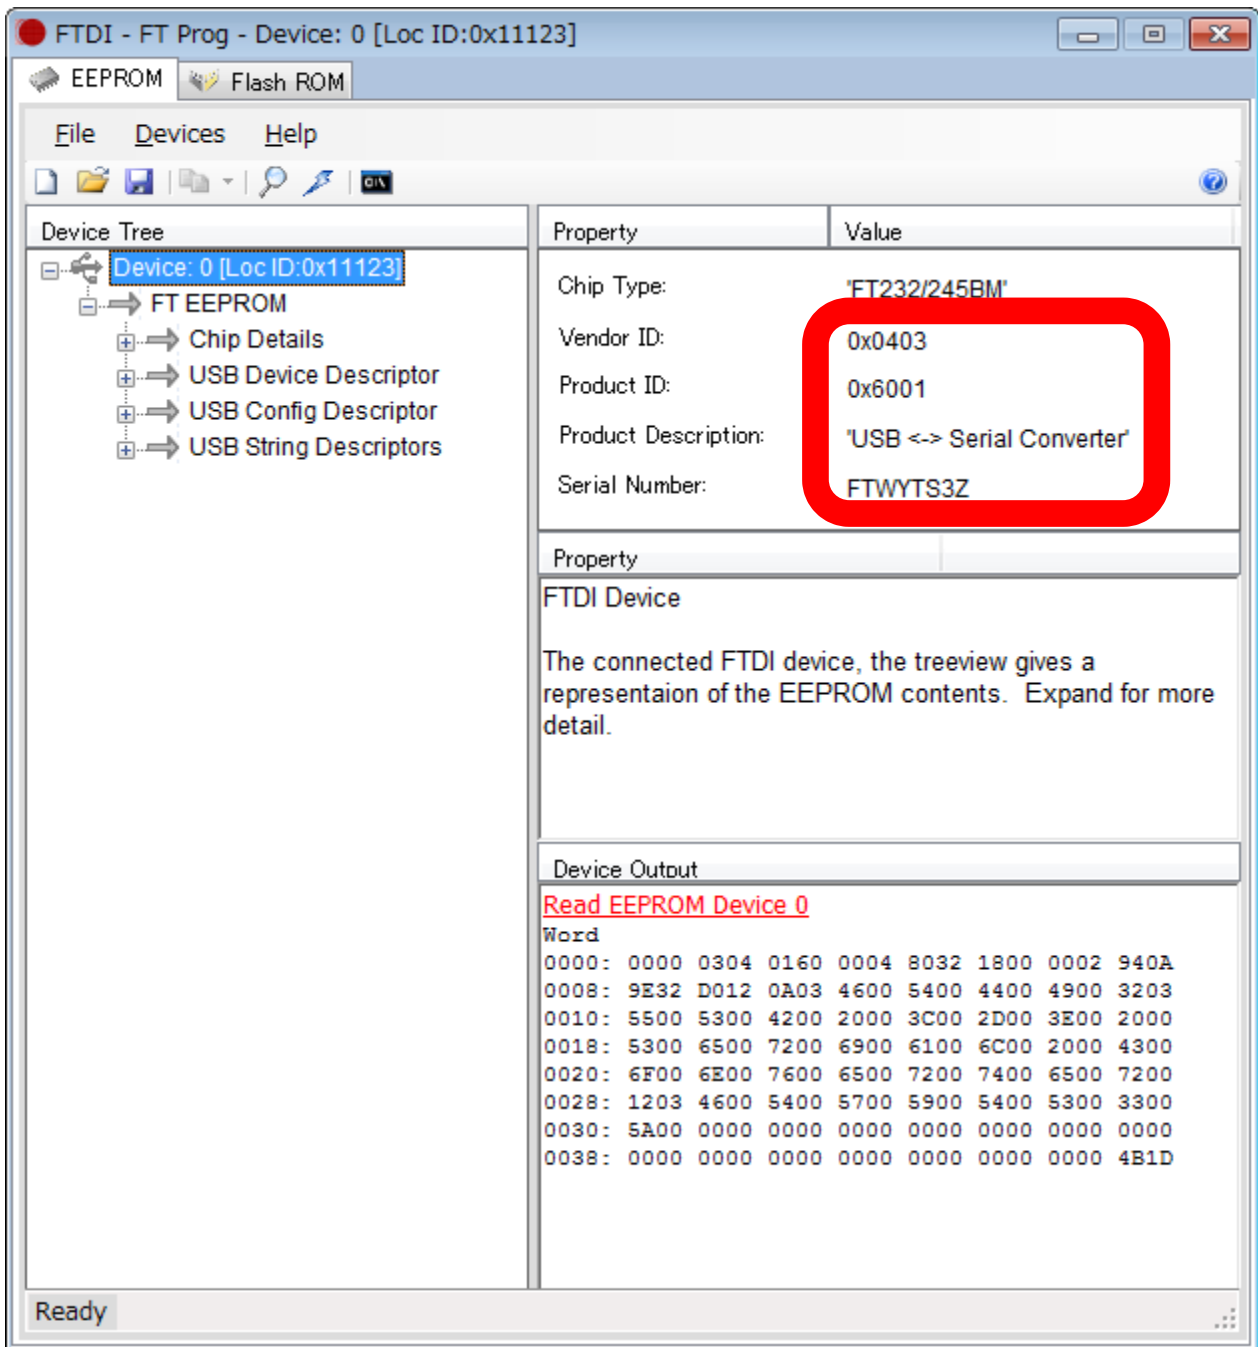 FTDI - FT Prog - Device: 0 [Loc ID:0x11123]
EEPROM Flash ROM
File Devices Help
Device Tree
Device: 0 [Loc ID:0x11123]
FT EEPROM
Chip Details
USB Device Descriptor
USB Config Descriptor
USB String Descriptors
Property Value
Chip Type: 'FT232/245BM'
Vendor ID: 0x0403
Product ID: 0x6001
Product Description: 'USB <-> Serial Converter'
Serial Number: FTWYTS3Z
Property
FTDI Device
The connected FTDI device, the treeview gives a
representaion of the EEPROM contents.  Expand for more
detail.
Device Output
Read EEPROM Device 0
Word
0000: 0000 0304 0160 0004 8032 1800 0002 940A
0008: 9E32 D012 0A03 4600 5400 4400 4900 3203
0010: 5500 5300 4200 2000 3C00 2D00 3E00 2000
0018: 5300 6500 7200 6900 6100 6C00 2000 4300
0020: 6F00 6E00 7600 6500 7200 7400 6500 7200
0028: 1203 4600 5400 5700 5900 5400 5300 3300
0030: 5A00 0000 0000 0000 0000 0000 0000 0000
0038: 0000 0000 0000 0000 0000 0000 0000 4B1D
Ready